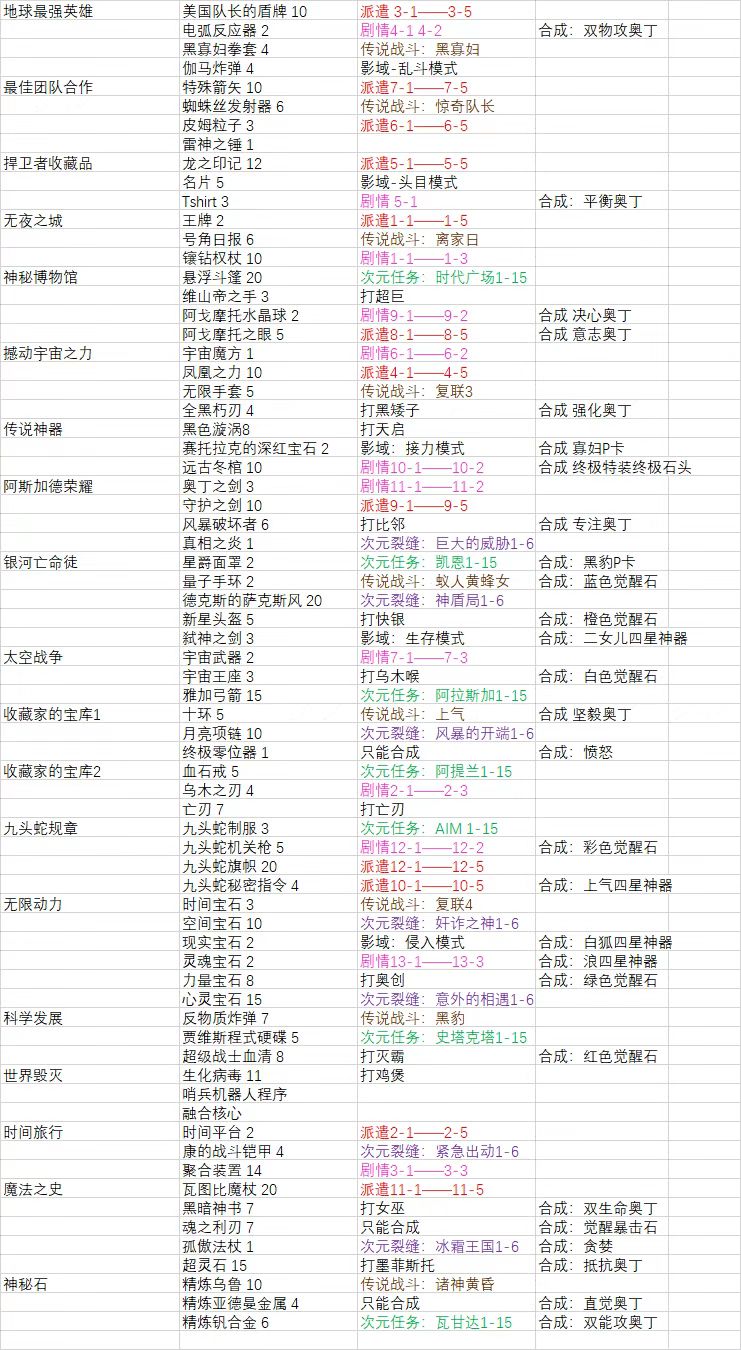 地球最强英雄 美国队长的盾牌 10 派遣 3-1——3-5
电弧反应器 2 剧情4-1 4-2 合成：双物攻奥丁
黑寡妇拳套 4 传说战斗：黑寡妇
伽马炸弹 4 影域-乱斗模式
最佳团队合作 特殊箭矢 10 派遣7-1——7-5
蜘蛛丝发射器 6 传说战斗：惊奇队长
皮姆粒子 3 派遣6-1——6-5
雷神之锤 1
捍卫者收藏品 龙之印记 12 派遣5-1——5-5
名片 5 影域-头目模式
Tshirt 3 剧情 5-1 合成：平衡奥丁
无夜之城 王牌 2 派遣1-1——1-5
号角日报 6 传说战斗：离家日
镶钻权杖 10 剧情1-1——1-3
神秘博物馆 悬浮斗篷 20 次元任务：时代广场1-15
维山帝之手 3 打超巨
阿戈摩托水晶球 2 剧情9-1——9-2 合成 决心奥丁
阿戈摩托之眼 5 派遣8-1——8-5 合成 意志奥丁
撼动宇宙之力 宇宙魔方 1 剧情6-1——6-2
凤凰之力 10 派遣4-1——4-5
无限手套 5 传说战斗：复联3
全黑朽刃 4 打黑矮子 合成 强化奥丁
传说神器 黑色漩涡8 打天启
赛托拉克的深红宝石 2 影域：接力模式 合成 寡妇P卡
远古冬棺 10 剧情10-1——10-2 合成 终极特装终极石头
阿斯加德荣耀 奥丁之剑 3 剧情11-1——11-2
守护之剑 10 派遣9-1——9-5
风暴破坏者 6 打比邻 合成 专注奥丁
真相之炎 1 次元裂缝：巨大的威胁1-6
银河亡命徒 星爵面罩 2 次元任务：凯恩1-15 合成：黑豹P卡
量子手环 2 传说战斗：蚁人黄蜂女 合成：蓝色觉醒石
德克斯的萨克斯风 20 次元裂缝：神盾局1-6
新星头盔 5 打快银 合成：橙色觉醒石
弑神之剑 3 影域：生存模式 合成：二女儿四星神器
太空战争 宇宙武器 2 剧情7-1——7-3
宇宙王座 3 打乌木喉 合成：白色觉醒石
雅加弓箭 15 次元任务：阿拉斯加1-15
收藏家的宝库1 十环 5 传说战斗：上气 合成 坚毅奥丁
月亮项链 10 次元裂缝：风暴的开端1-6
终极零位器 1 只能合成 合成：愤怒
收藏家的宝库2 血石戒 5 次元任务：阿提兰1-15
乌木之刃 4 剧情2-1——2-3
亡刃 7 打亡刃
九头蛇规章 九头蛇制服 3 次元任务：AIM 1-15
九头蛇机关枪 5 剧情12-1——12-2 合成：彩色觉醒石
九头蛇旗帜 20 派遣12-1——12-5
九头蛇秘密指令 4 派遣10-1——10-5 合成：上气四星神器
无限动力 时间宝石 3 传说战斗：复联4
空间宝石 10 次元裂缝：奸诈之神1-6
现实宝石 2 影域：侵入模式 合成：白狐四星神器
灵魂宝石 2 剧情13-1——13-3 合成：浪四星神器
力量宝石 8 打奥创 合成：绿色觉醒石
心灵宝石 15 次元裂缝：意外的相遇1-6
科学发展 反物质炸弹 7 传说战斗：黑豹
贾维斯程式硬碟 5 次元任务：史塔克塔1-15
超级战士血清 8 打灭霸 合成：红色觉醒石
世界毁灭 生化病毒 11 打鸡煲
哨兵机器人程序
融合核心
时间旅行 时间平台 2 派遣2-1——2-5
康的战斗铠甲 4 次元裂缝：紧急出动1-6
聚合装置 14 剧情3-1——3-3
魔法之史 瓦图比魔杖 20 派遣11-1——11-5
黑暗神书 7 打女巫 合成：双生命奥丁
魂之利刃 7 只能合成 合成：觉醒暴击石
孤傲法杖 1 次元裂缝：冰霜王国1-6 合成：贪婪
超灵石 15 打墨菲斯托 合成：抵抗奥丁
神秘石 精炼乌鲁 10 传说战斗：诸神黄昏
精炼亚德曼金属 4 只能合成 合成：直觉奥丁
精炼钒合金 6 次元任务：瓦甘达1-15 合成：双能攻奥丁